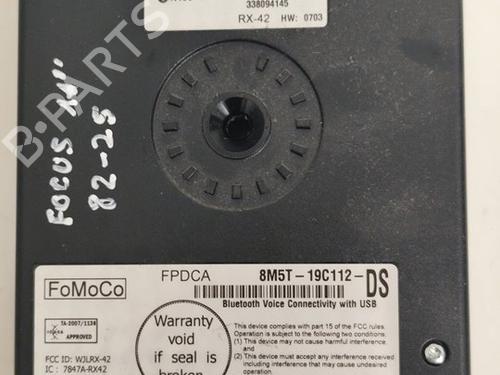 338094145
RX-42 HW: 0703
B-PARTS
FOCUS
82-25
FPDCA 8M5T-19C112-DS
FoMoCo
Bluetooth Voice Connectivity with USB
TA-2007/1138
APPROVED
Warranty
void
if seal is
broken
This device complies with part 15 of the FCC rules.
Operation is subject to the following two conditions.
(1) This device may not cause harmful interference,
and
(2) This device must accept any interference received
including interference that may cause undesired
operation
FCC ID: WJLRX-42
IC : 7847A-RX42